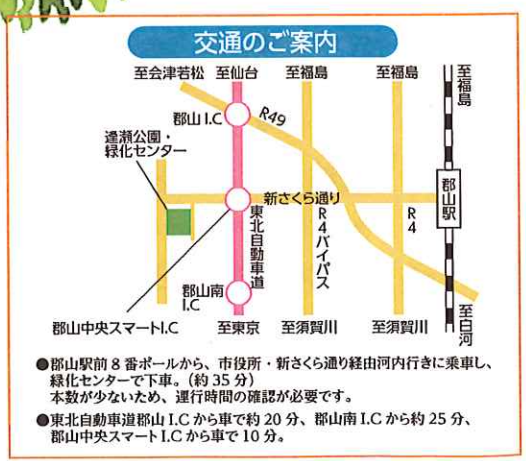 交通のご案内
至会津若松
至仙台
至福島
至福島
至福島
郡山I.C
R49
逢瀬公園・
緑化センター
新さくら通り
郡山駅
東北自動車道
R4バイパス
R4
郡山南
I.C
郡山中央スマートI.C
至東京
至須賀川
至須賀川
至白河
●郡山駅前8番ポールから、市役所・新さくら通り経由河内行きに乗車し、
緑化センターで下車。(約35分)
本数が少ないため、運行時間の確認が必要です。
●東北自動車道郡山I.Cから車で約20分、郡山南I.Cから約25分、
郡山中央スマートI.Cから車で10分。